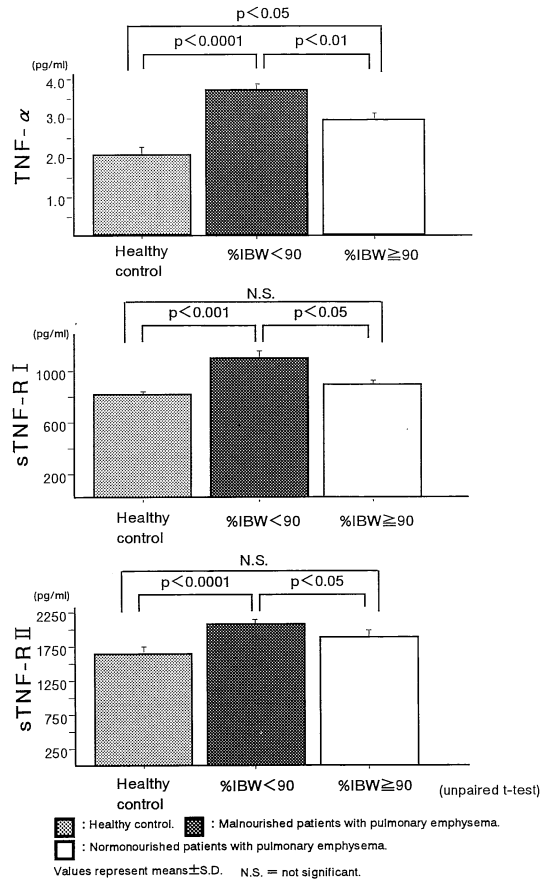 p<0.05
p<0.0001 p<0.01
(pg/ml)
4.0
3.0
2.0
1.0
TNF-α
Healthy control %IBW<90 %IBW≧90
N.S.
p<0.001 p<0.05
(pg/ml)
1000
600
200
sTNF-R I
Healthy control %IBW<90 %IBW≧90
N.S.
p<0.0001 p<0.05
(pg/ml)
2250
1750
1250
750
250
sTNF-R II
Healthy control %IBW<90 %IBW≧90 (unpaired t-test)
: Healthy control. : Malnourished patients with pulmonary emphysema.
: Normonourished patients with pulmonary emphysema.
Values represent means±S.D. N.S. = not significant.